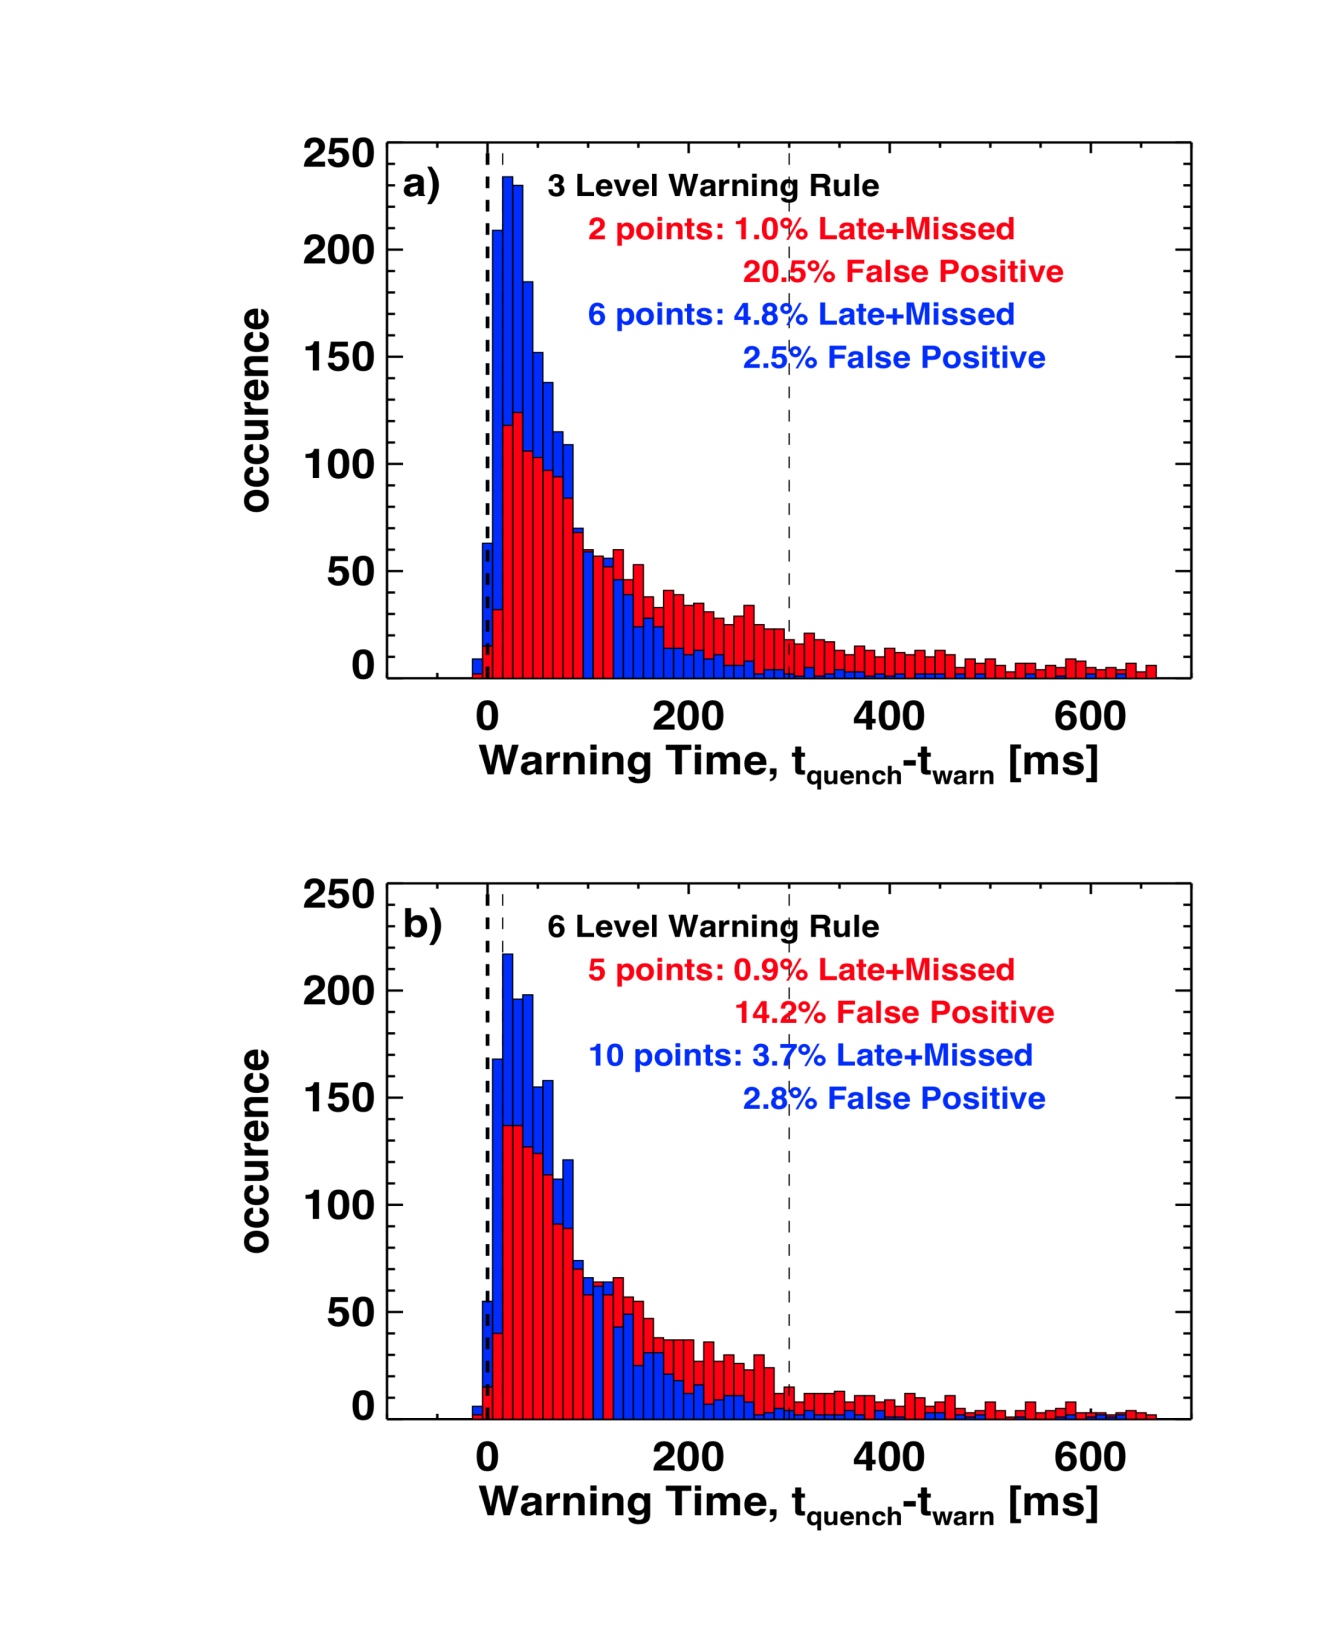 250
a)
3 Level Warning Rule
2 points: 1.0% Late+Missed
200
20.5% False Positive
6 points: 4.8% Late+Missed
150
2.5% False Positive
occurence
100
50
0
0 200 400 600
Warning Time, tquench-twarn [ms]
250
b)
6 Level Warning Rule
5 points: 0.9% Late+Missed
200
14.2% False Positive
10 points: 3.7% Late+Missed
150
2.8% False Positive
occurence
100
50
0
0 200 400 600
Warning Time, tquench-twarn [ms]